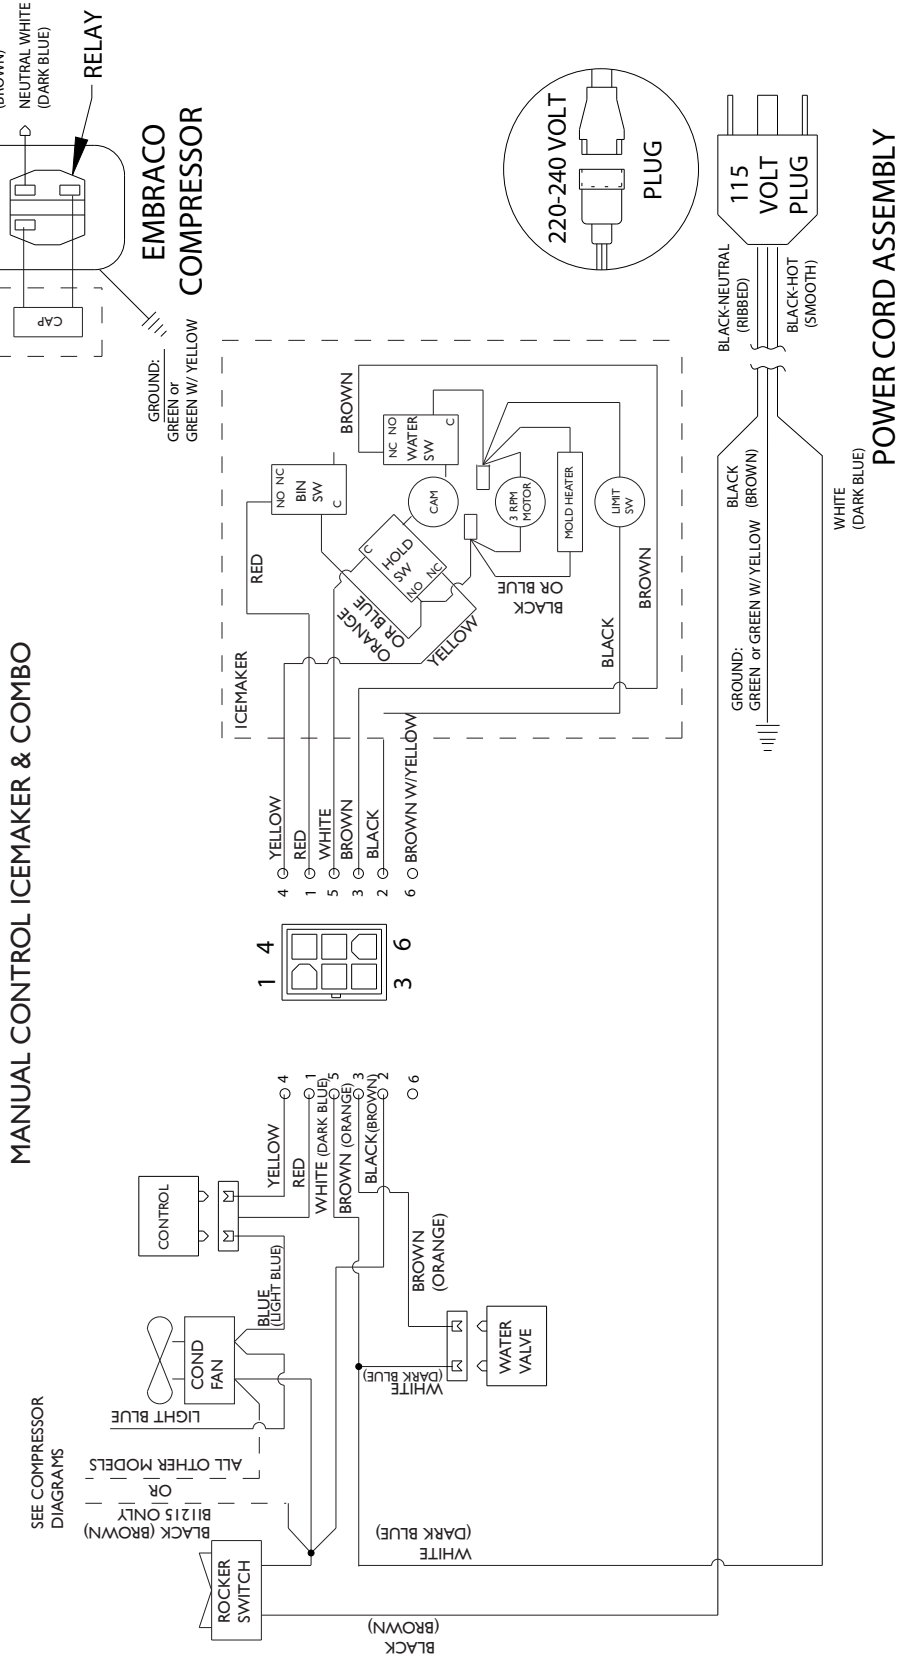 MANUAL CONTROL ICEMAKER & COMBO
NEUTRAL WHITE
(DARK BLUE)
RELAY
CAP
EMBRACO
COMPRESSOR
GROUND:
GREEN or
GREEN W/ YELLOW
SEE COMPRESSOR
DIAGRAMS
ROCKER
SWITCH
BLACK (BROWN)
BI1215 ONLY
OR
ALL OTHER MODELS
LIGHT BLUE
COND
FAN
BLUE
(LIGHT BLUE)
CONTROL
YELLOW
RED
WHITE (DARK BLUE)
BROWN (ORANGE)
BLACK(BROWN)
4
1
5
3
2
6
BROWN
(ORANGE)
WHITE
(DARK BLUE)
WATER
VALVE
WHITE
(DARK BLUE)
BLACK
(BROWN)
1 4
3 6
4
1
5
3
2
6
YELLOW
RED
WHITE
BROWN
BLACK
BROWN W/YELLOW
ICEMAKER
RED
NO NC
BIN
SW
C
BROWN
NC NO
WATER
SW
C
CAM
C
HOLD
SW
NO NC
ORANGE
OR BLUE
YELLOW
3 RPM
MOTOR
MOLD HEATER
LIMIT
SW
BLACK
OR BLUE
BLACK
BROWN
220-240 VOLT
PLUG
115
VOLT
PLUG
BLACK-NEUTRAL
(RIBBED)
BLACK-HOT
(SMOOTH)
BLACK
(BROWN)
GROUND:
GREEN or GREEN W/ YELLOW
WHITE
(DARK BLUE)
POWER CORD ASSEMBLY